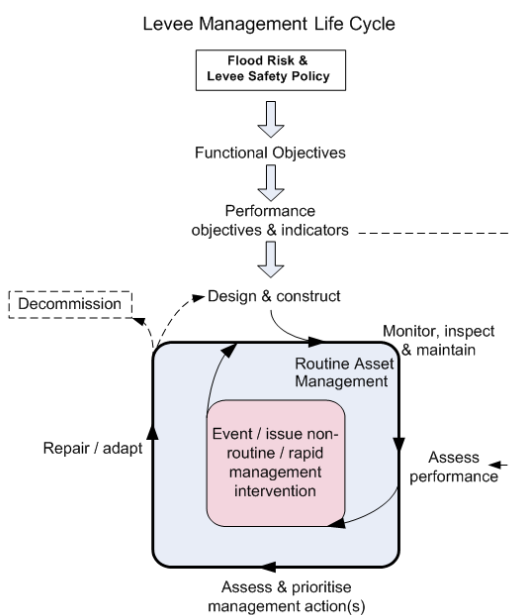 Levee Management Life Cycle
Flood Risk &
Levee Safety Policy
Functional Objectives
Performance
objectives & indicators
Design & construct
Decommission
Monitor, inspect
& maintain
Routine Asset
Management
Event / issue non-
routine / rapid
management
intervention
Repair / adapt
Assess
performance
Assess & prioritise
management action(s)